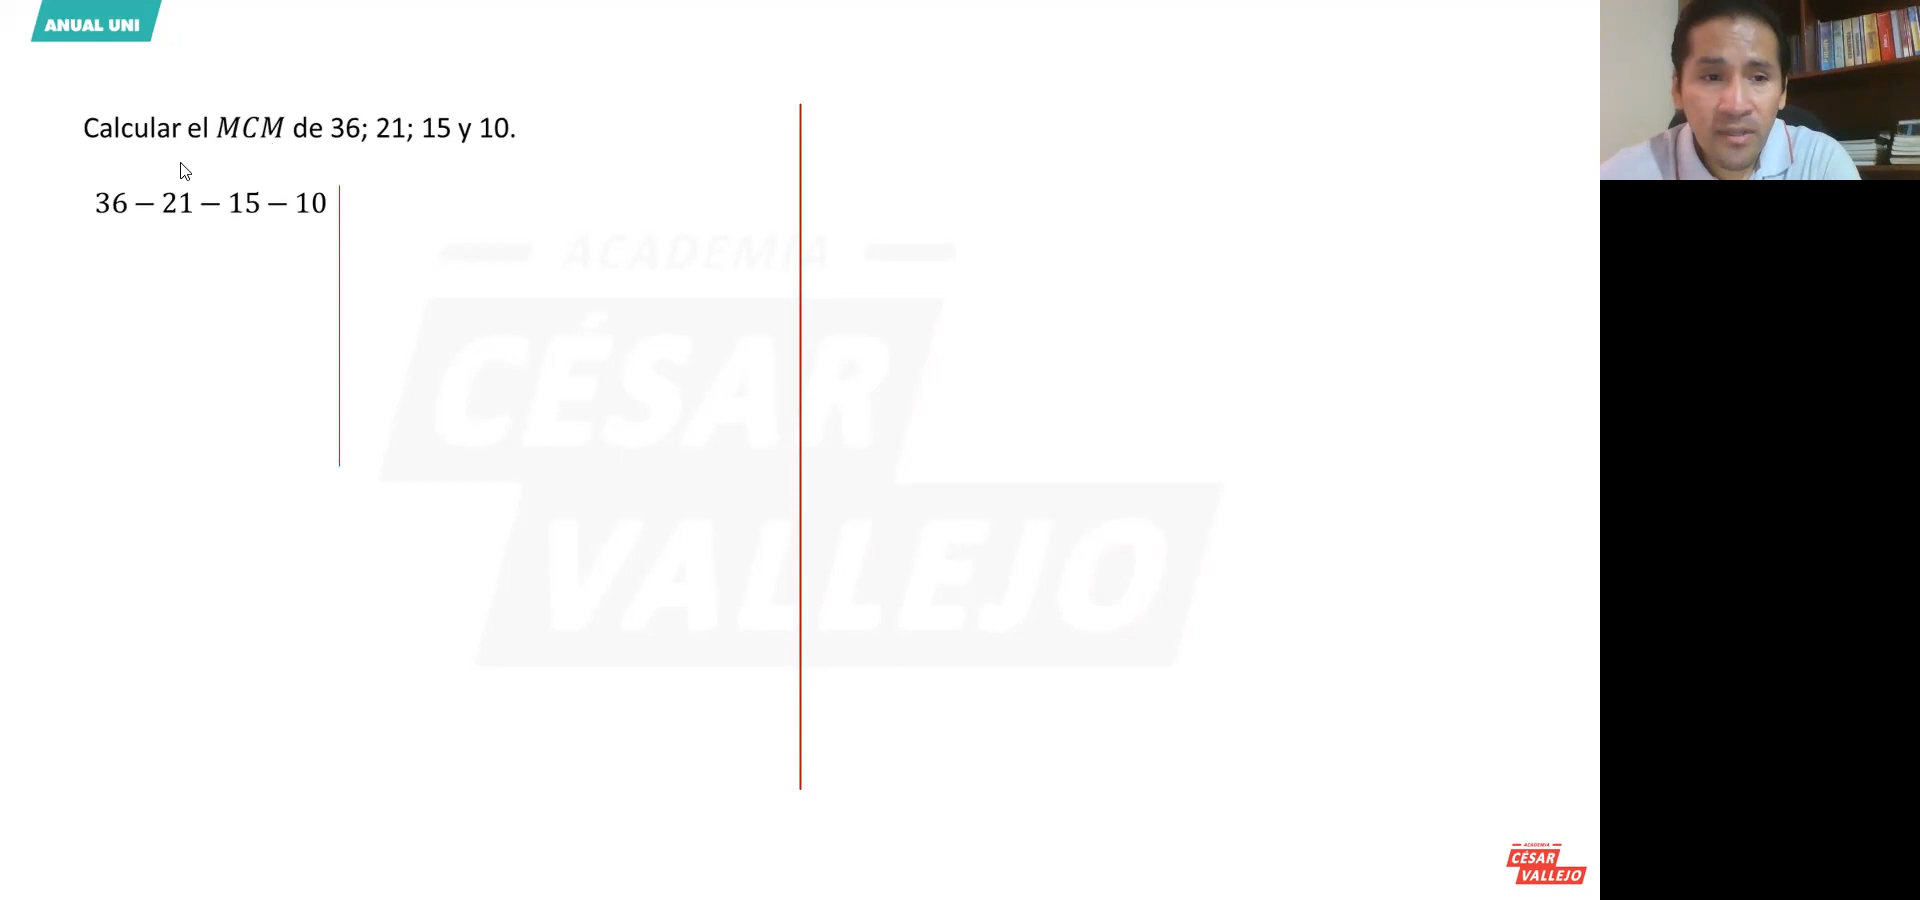 ANUAL UNI
Calcular el MCM de 36; 21; 15 y 10.
36 − 21 − 15 − 10
ACADEMIA
CÉSAR
VALLEJO
ACADEMIA
CÉSAR
VALLEJO